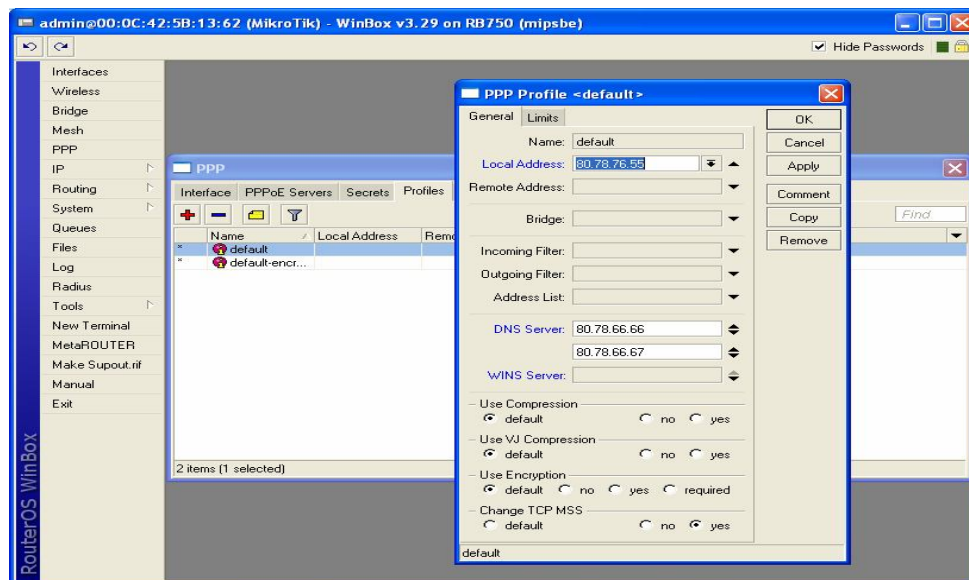 admin@00:0C:42:5B:13:62 (MikroTik) - WinBox v3.29 on RB750 (mipsbe)
Hide Passwords
Interfaces
Wireless
Bridge
Mesh
PPP
IP
Routing
System
Queues
Files
Log
Radius
Tools
New Terminal
MetaROUTER
Make Supout.rif
Manual
Exit
RouterOS WinBox
PPP
Interface PPPoE Servers Secrets Profiles
Find
Name Local Address Remo
* default
* default-encr...
2 items (1 selected)
PPP Profile <default>
General Limits
Name: default
Local Address: 80.78.76.55
Remote Address:
Bridge:
Incoming Filter:
Outgoing Filter:
Address List:
DNS Server: 80.78.66.66
80.78.66.67
WINS Server:
Use Compression
default no yes
Use VJ Compression
default no yes
Use Encryption
default no yes required
Change TCP MSS
default no yes
default
OK
Cancel
Apply
Comment
Copy
Remove